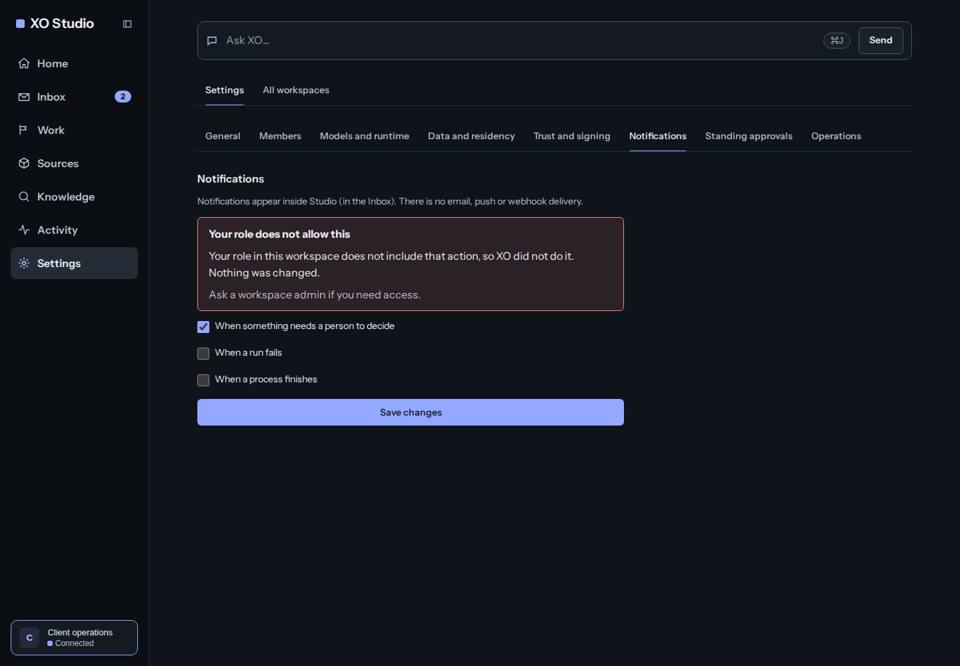 XO Studio
Home
Inbox 2
Work
Sources
Knowledge
Activity
Settings
Client operations
C
Connected
Ask XO...
⌘J
Send
Settings All workspaces
General Members Models and runtime Data and residency Trust and signing Notifications Standing approvals Operations
Notifications
Notifications appear inside Studio (in the Inbox). There is no email, push or webhook delivery.
Your role does not allow this
Your role in this workspace does not include that action, so XO did not do it.
Nothing was changed.
Ask a workspace admin if you need access.
When something needs a person to decide
When a run fails
When a process finishes
Save changes